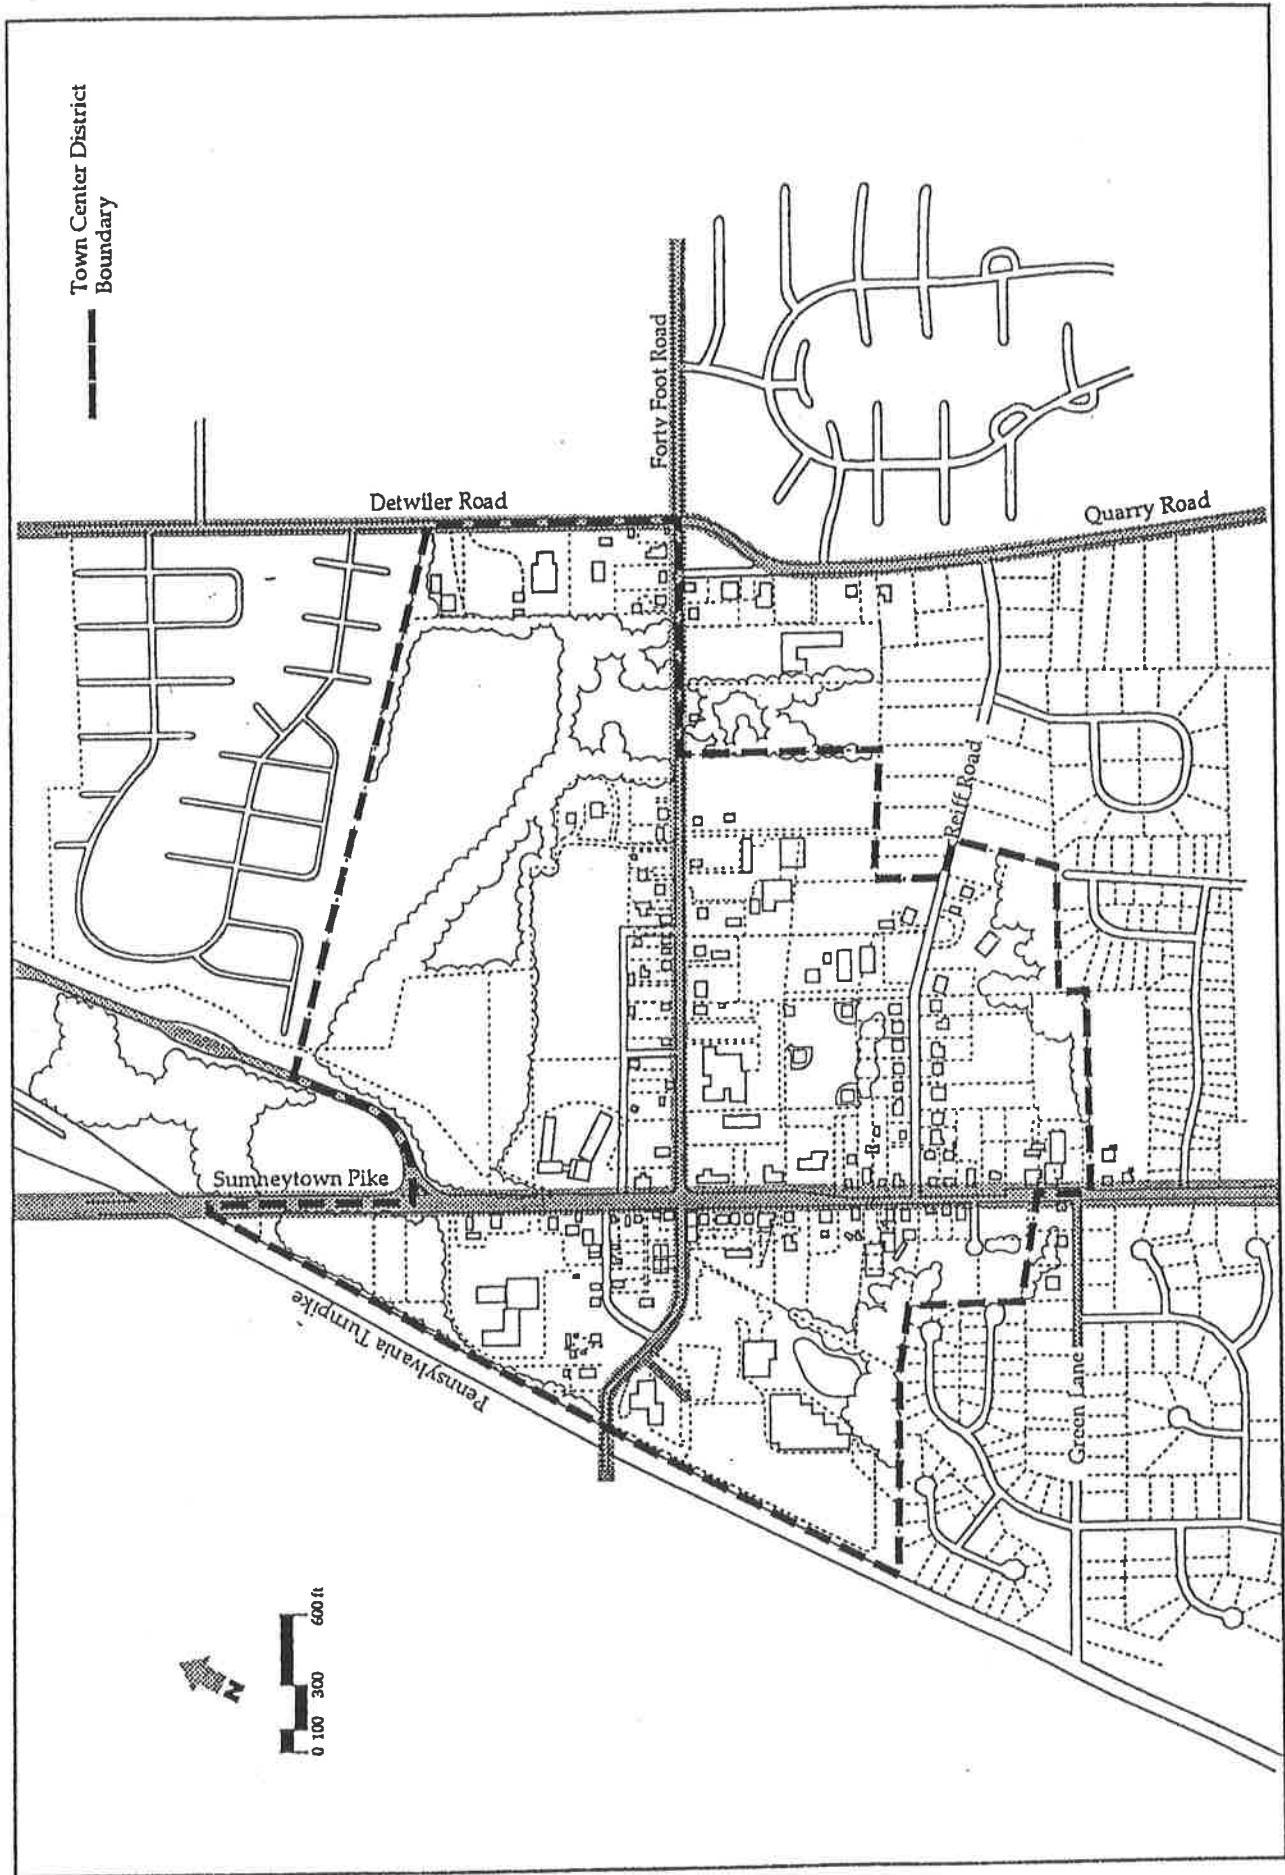 Town Center District
Boundary
Forty Foot Road
Detwiler Road
Quarry Road
Reiff Road
Sumneytown Pike
Pennsylvania Turnpike
Green Lane
N
0 100 300 600 ft